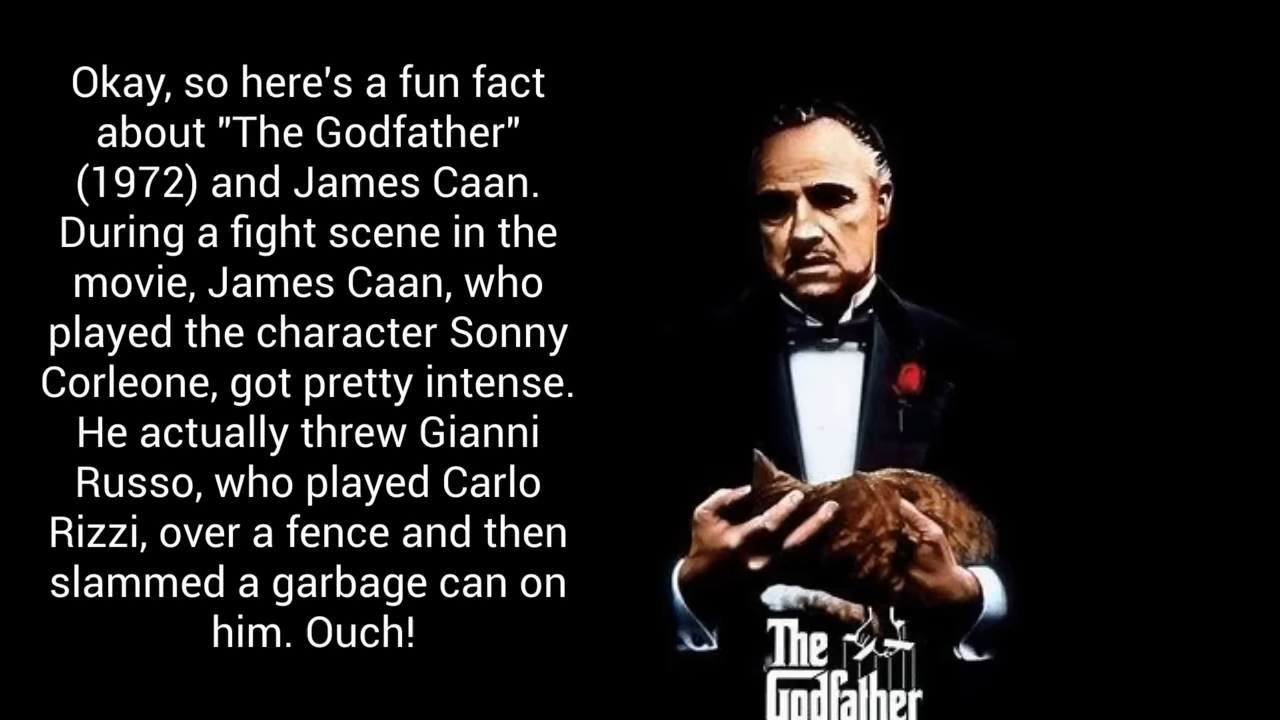 Okay, so here's a fun fact
about "The Godfather"
(1972) and James Caan.
During a fight scene in the
movie, James Caan, who
played the character Sonny
Corleone, got pretty intense.
He actually threw Gianni
Russo, who played Carlo
Rizzi, over a fence and then
slammed a garbage can on
him. Ouch!
The
Godfather